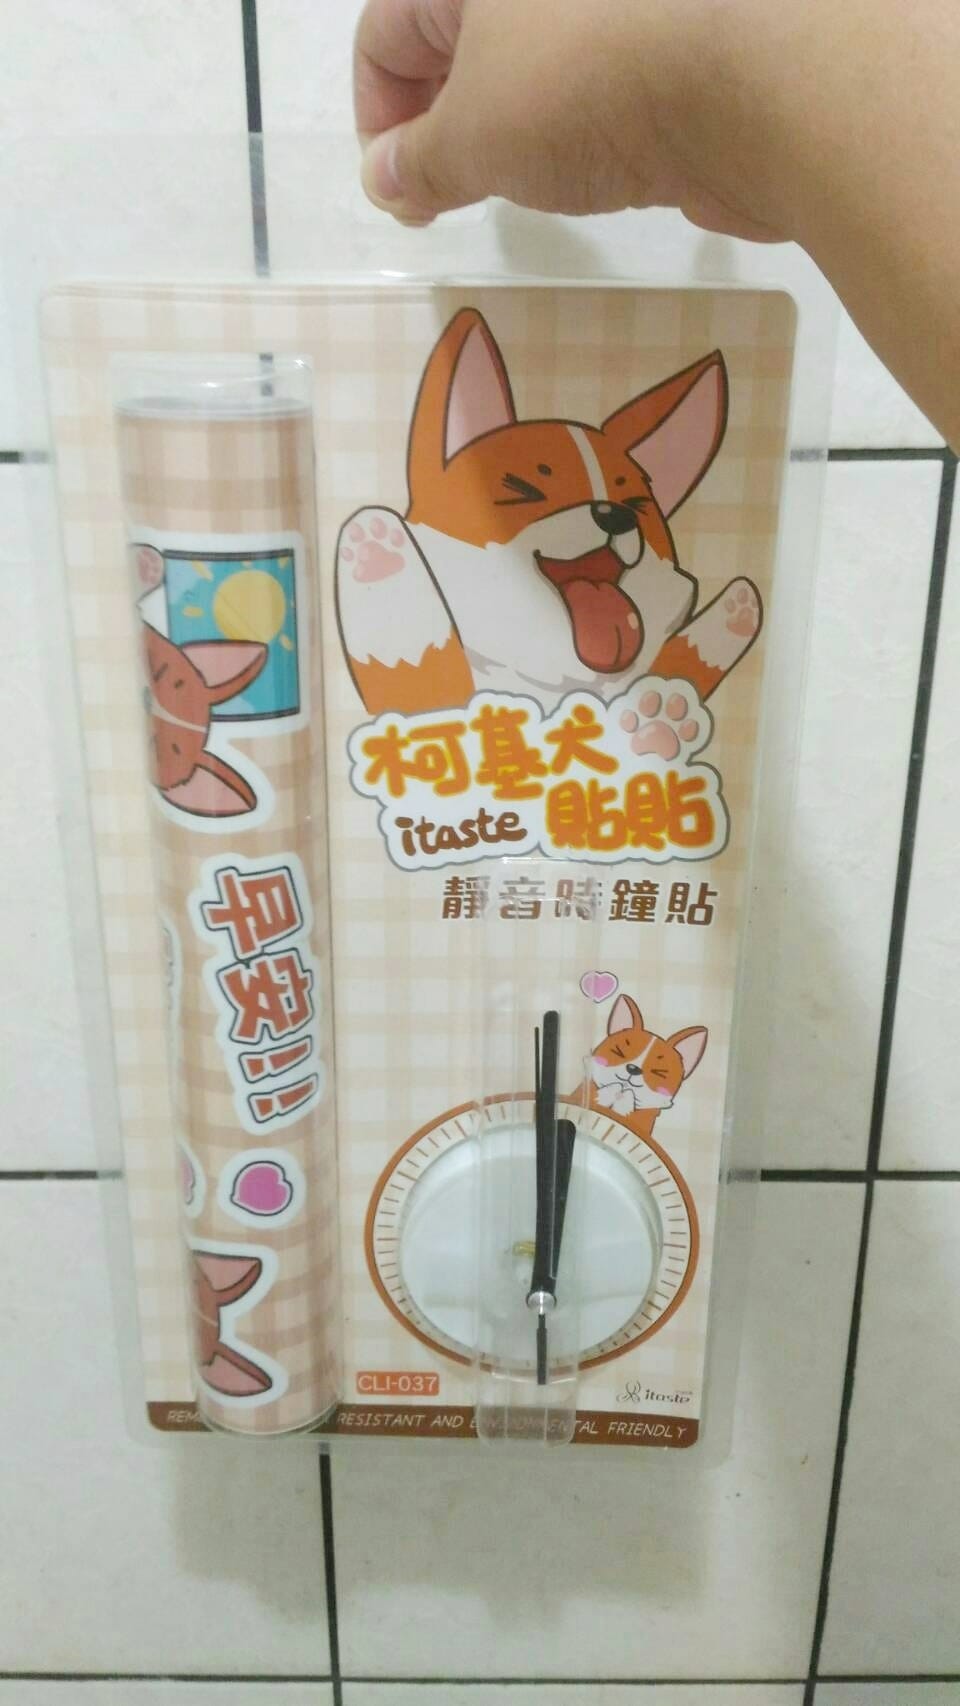 柯基犬
itaste 貼貼
靜音時鐘貼
早安!!
CLI-037
itaste
RESISTANT AND ENVIRONMENTAL FRIENDLY